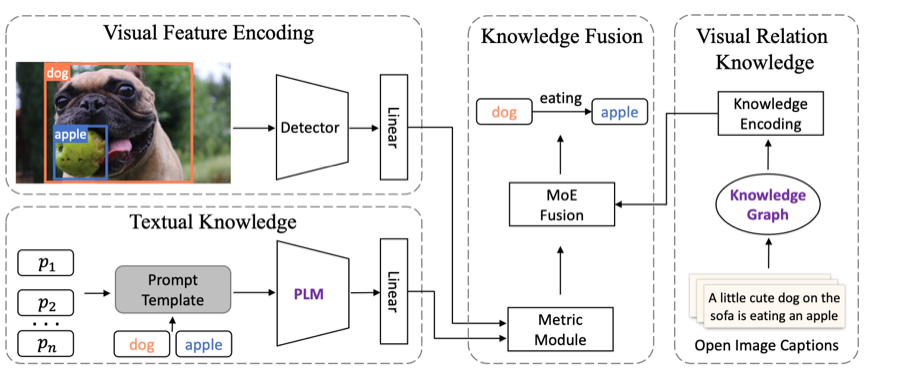 Visual Feature Encoding
dog
apple
Detector
Linear
Textual Knowledge
p1
p2
...
pn
Prompt
Template
dog
apple
PLM
Linear
Knowledge Fusion
dog
eating
apple
MoE
Fusion
Metric
Module
Visual Relation
Knowledge
Knowledge
Encoding
Knowledge
Graph
A little cute dog on the
sofa is eating an apple
Open Image Captions